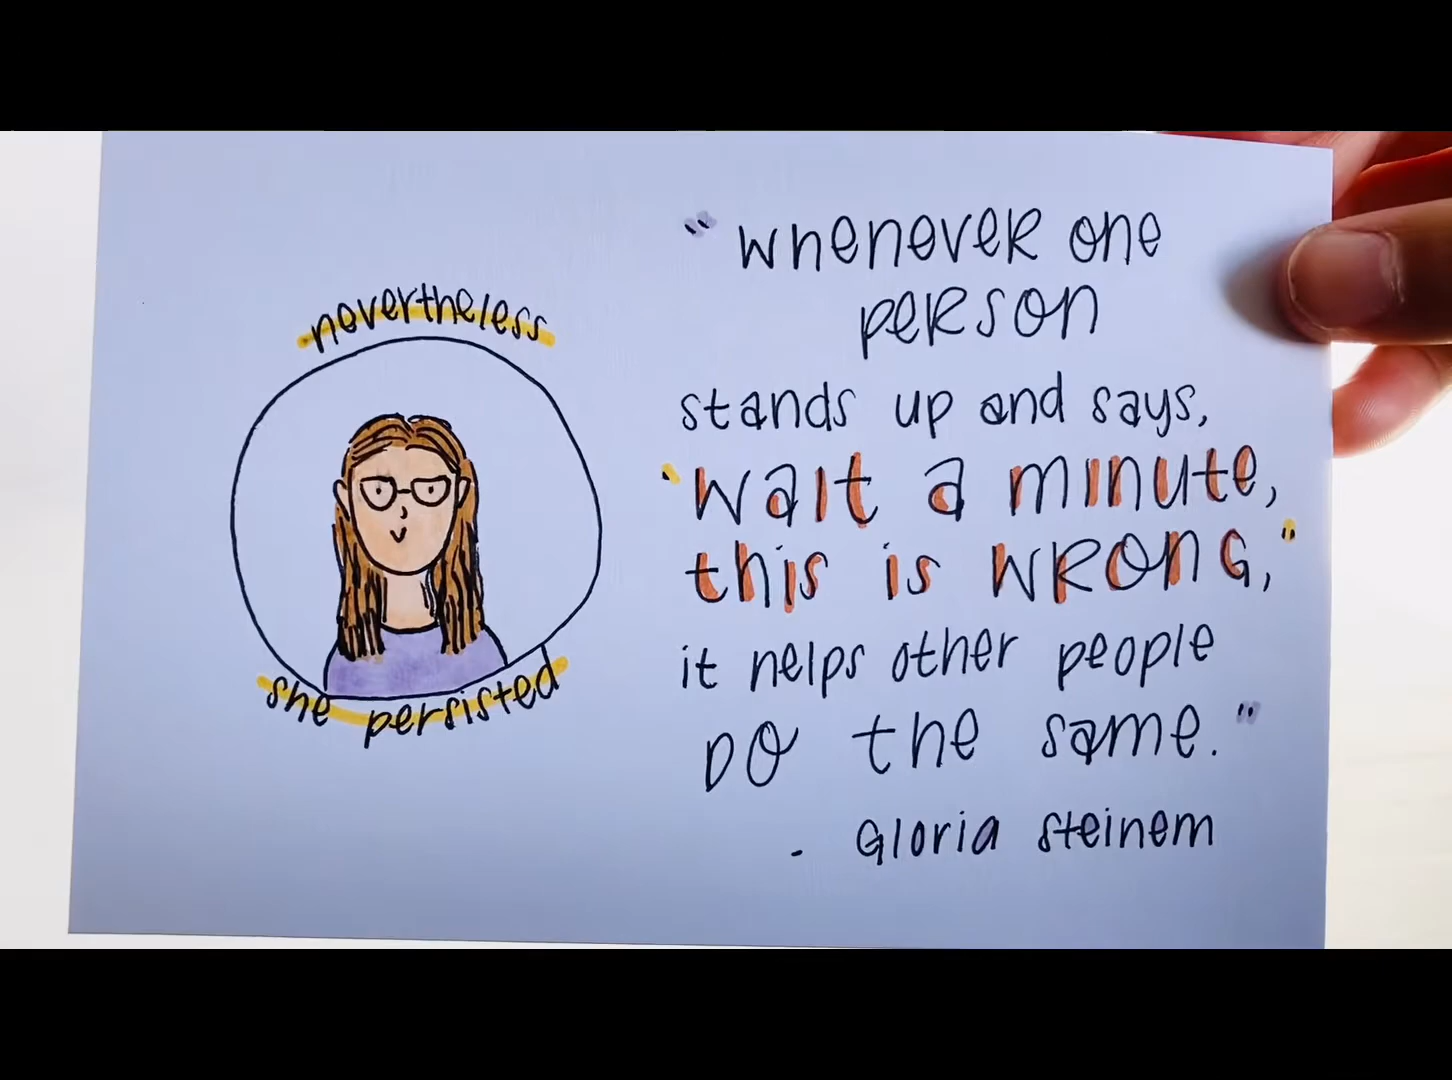 nevertheless
she persisted
"whenever one
person
stands up and says,
'wait a minute,
this is wrong,"
it helps other people
DO the same."
- Gloria Steinem